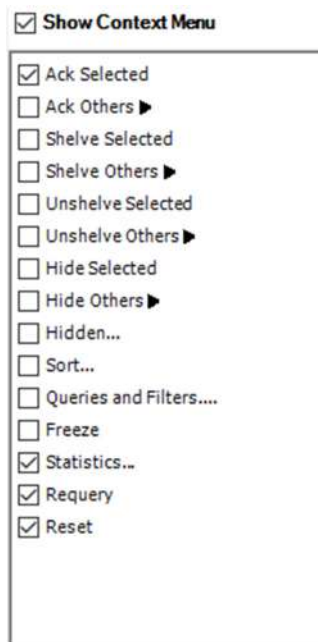 Show Context Menu
Ack Selected
Ack Others
Shelve Selected
Shelve Others
Unshelve Selected
Unshelve Others
Hide Selected
Hide Others
Hidden...
Sort...
Queries and Filters....
Freeze
Statistics...
Requery
Reset